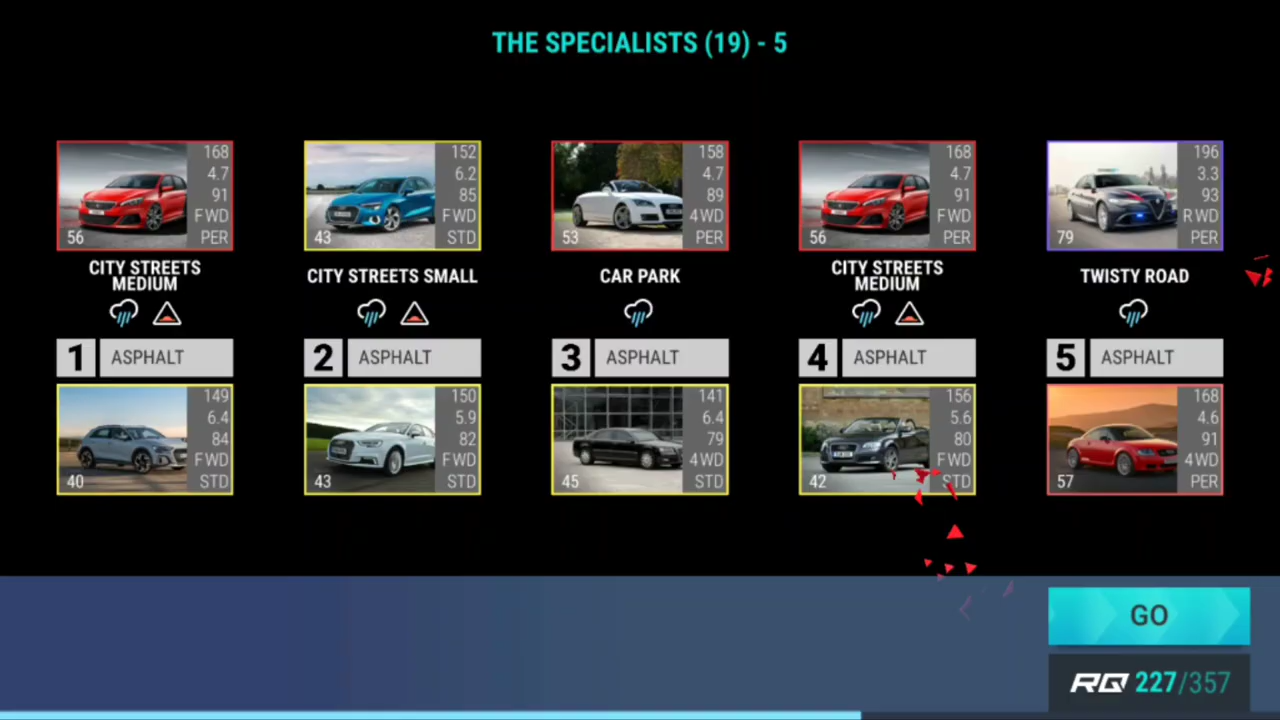 THE SPECIALISTS (19) - 5
168
4.7
91
FWD
56 PER
152
6.2
85
FWD
43 STD
158
4.7
89
4WD
53 PER
168
4.7
91
FWD
56 PER
196
3.3
93
RWD
79 PER
CITY STREETS
MEDIUM
CITY STREETS SMALL
CAR PARK
CITY STREETS
MEDIUM
TWISTY ROAD
1 ASPHALT
2 ASPHALT
3 ASPHALT
4 ASPHALT
5 ASPHALT
149
6.4
84
FWD
40 STD
150
5.9
82
FWD
43 STD
141
6.4
79
4WD
45 STD
156
5.6
80
FWD
42 STD
168
4.6
91
4WD
57 PER
GO
RQ 227/357